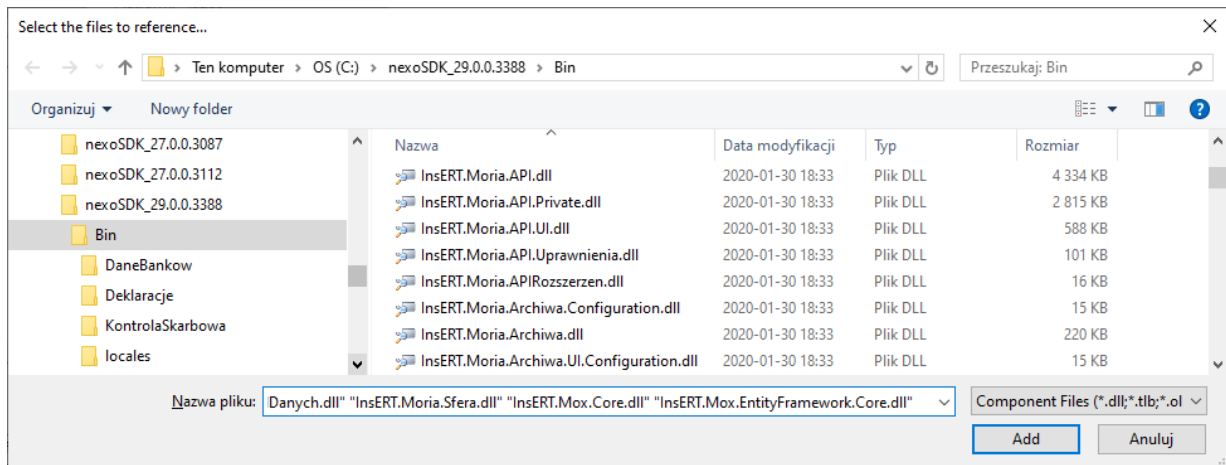 Select the files to reference...
Ten komputer > OS (C:) > nexoSDK_29.0.0.3388 > Bin
Przeszukaj: Bin
Organizuj
Nowy folder
nexoSDK_27.0.0.3087
nexoSDK_27.0.0.3112
nexoSDK_29.0.0.3388
Bin
DaneBankow
Deklaracje
KontrolaSkarbowa
locales
Nazwa Data modyfikacji Typ Rozmiar
InsERT.Moria.API.dll 2020-01-30 18:33 Plik DLL 4 334 KB
InsERT.Moria.API.Private.dll 2020-01-30 18:33 Plik DLL 2 815 KB
InsERT.Moria.API.UI.dll 2020-01-30 18:33 Plik DLL 588 KB
InsERT.Moria.API.Uprawnienia.dll 2020-01-30 18:33 Plik DLL 101 KB
InsERT.Moria.APIRozszerzen.dll 2020-01-30 18:33 Plik DLL 16 KB
InsERT.Moria.Archiwa.Configuration.dll 2020-01-30 18:33 Plik DLL 15 KB
InsERT.Moria.Archiwa.dll 2020-01-30 18:33 Plik DLL 220 KB
InsERT.Moria.Archiwa.UI.Configuration.dll 2020-01-30 18:33 Plik DLL 15 KB
Nazwa pliku: Danych.dll" "InsERT.Moria.Sfera.dll" "InsERT.Mox.Core.dll" "InsERT.Mox.EntityFramework.Core.dll"
Component Files (*.dll;*.tlb;*.ol
Add
Anuluj